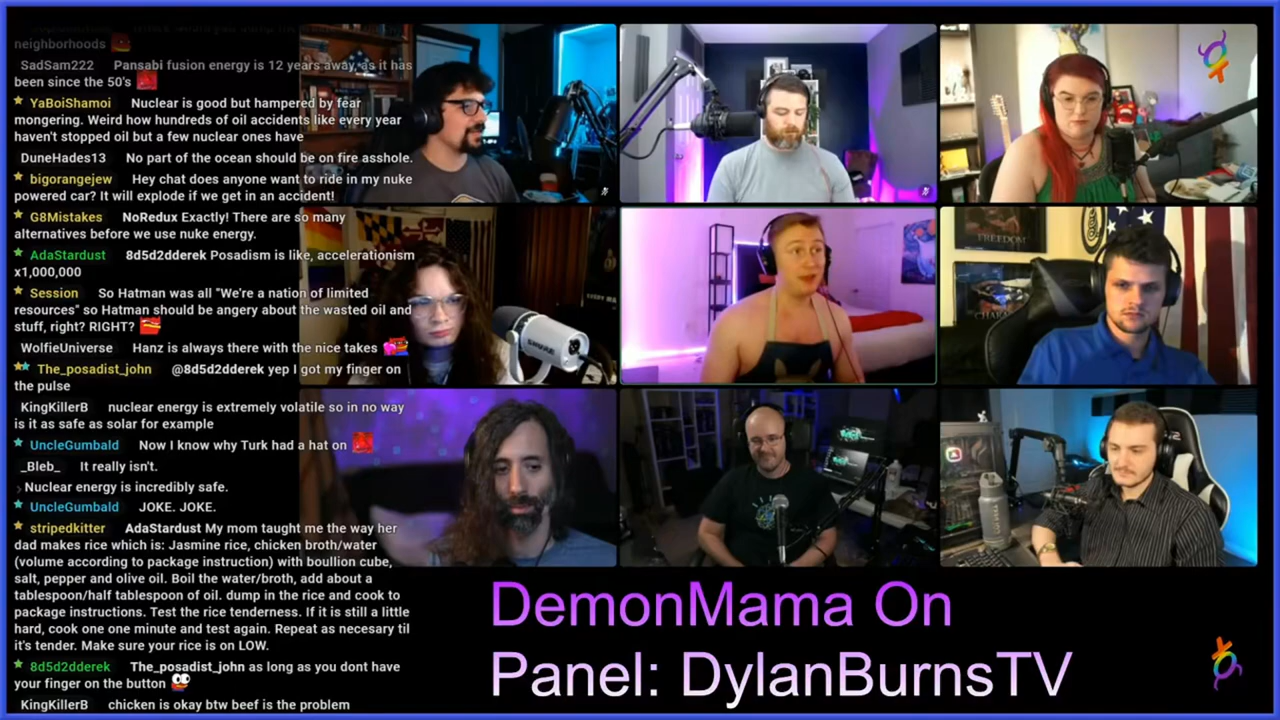 neighborhoods
SadSam222 Pansabi fusion energy is 12 years away, as it has
been since the 50's
YaBoiShamoi Nuclear is good but hampered by fear
mongering. Weird how hundreds of oil accidents like every year
haven't stopped oil but a few nuclear ones have
DuneHades13 No part of the ocean should be on fire asshole.
bigorangejew Hey chat does anyone want to ride in my nuke
powered car? It will explode if we get in an accident!
G8Mistakes NoRedux Exactly! There are so many
alternatives before we use nuke energy.
AdaStardust 8d5d2dderek Posadism is like, accelerationism
x1,000,000
Session So Hatman was all "We're a nation of limited
resources" so Hatman should be angery about the wasted oil and
stuff, right? RIGHT?
WolfieUniverse Hanz is always there with the nice takes
The_posadist_john @8d5d2dderek yep I got my finger on
the pulse
KingKillerB nuclear energy is extremely volatile so in no way
is it as safe as solar for example
UncleGumbald Now I know why Turk had a hat on
_Bleb_ It really isn't.
Nuclear energy is incredibly safe.
UncleGumbald JOKE. JOKE.
stripedkitter AdaStardust My mom taught me the way her
dad makes rice which is: Jasmine rice, chicken broth/water
(volume according to package instruction) with boullion cube,
salt, pepper and olive oil. Boil the water/broth, add about a
tablespoon/half tablespoon of oil. dump in the rice and cook to
package instructions. Test the rice tenderness. If it is still a little
hard, cook one one minute and test again. Repeat as necesary til
it's tender. Make sure your rice is on LOW.
8d5d2dderek The_posadist_john as long as you dont have
your finger on the button
KingKillerB chicken is okay btw beef is the problem
FREEDOM
SHURE
DemonMama On
Panel: DylanBurnsTV